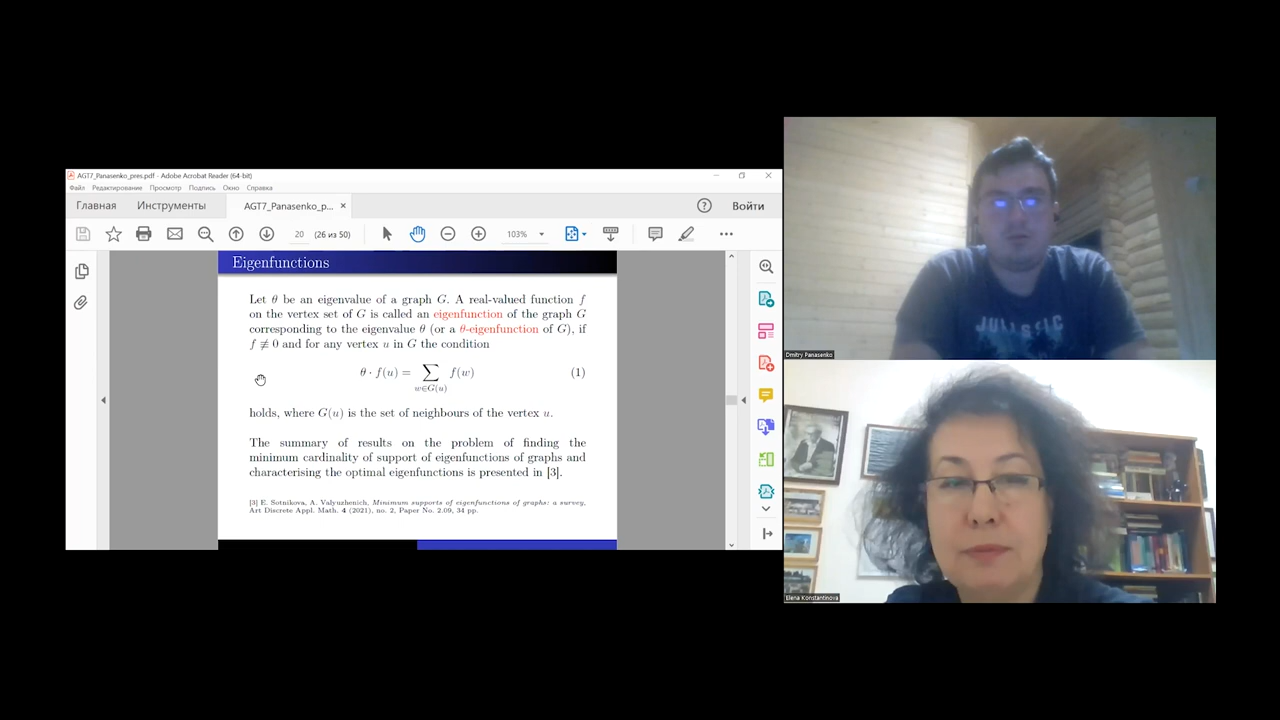 AGT7_Panasenko_pres.pdf - Adobe Acrobat Reader (64-bit)
Файл Редактирование Просмотр Подпись Окно Справка
Главная Инструменты AGT7_Panasenko_p... × Войти
20 (26 из 50) 103%
Eigenfunctions
Let θ be an eigenvalue of a graph G. A real-valued function f
on the vertex set of G is called an eigenfunction of the graph G
corresponding to the eigenvalue θ (or a θ-eigenfunction of G), if
f ≢ 0 and for any vertex u in G the condition
θ · f(u) = ∑ f(w) (1)
w∈G(u)
holds, where G(u) is the set of neighbours of the vertex u.
The summary of results on the problem of finding the
minimum cardinality of support of eigenfunctions of graphs and
characterising the optimal eigenfunctions is presented in [3].
[3] E. Sotnikova, A. Valyuzhenich, Minimum supports of eigenfunctions of graphs: a survey,
Art Discrete Appl. Math. 4 (2021), no. 2, Paper No. 2.09, 34 pp.
Dmitry Panasenko
Elena Konstantinova